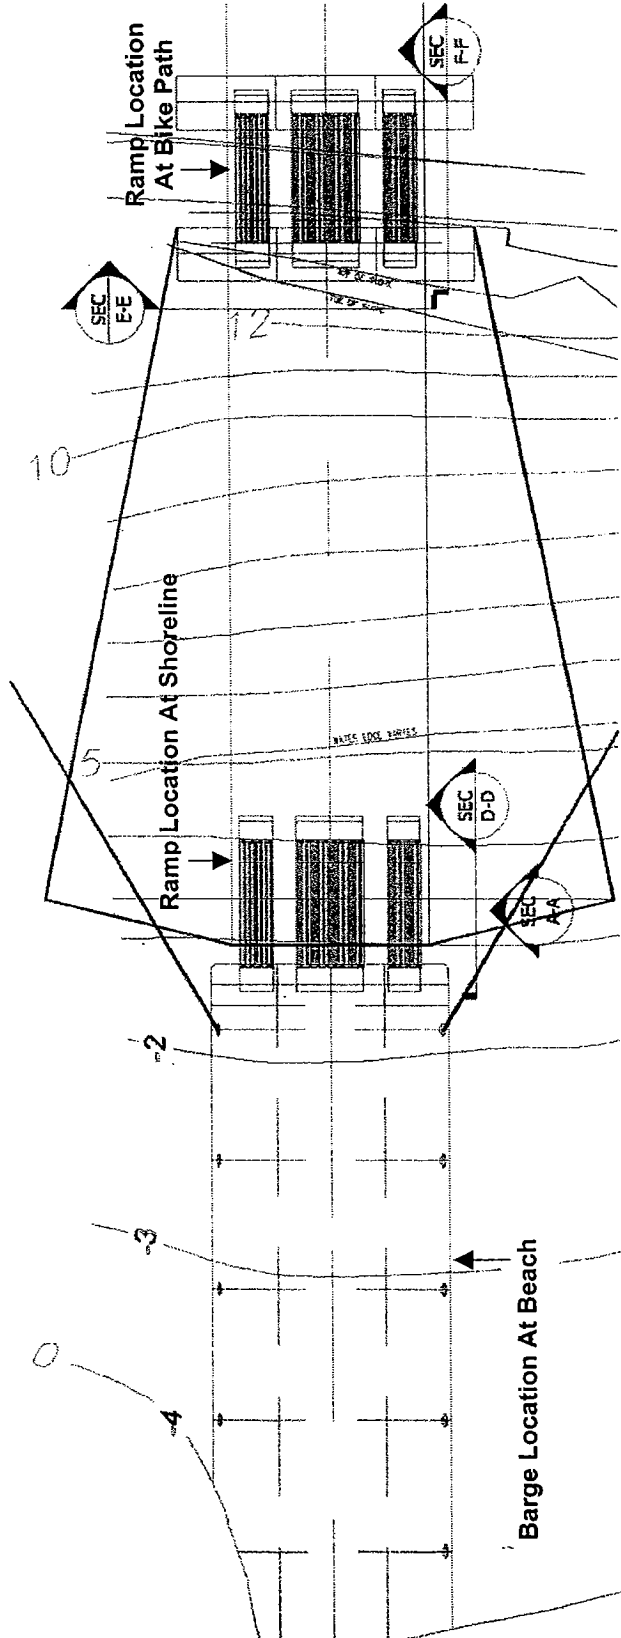 Ramp Location
At Bike Path
SEC
F-F
SEC
E-E
12
10
Ramp Location At Shoreline
5
WATER EDGE VARIES
SEC
D-D
SEC
A-A
-2
-3
0
-4
Barge Location At Beach